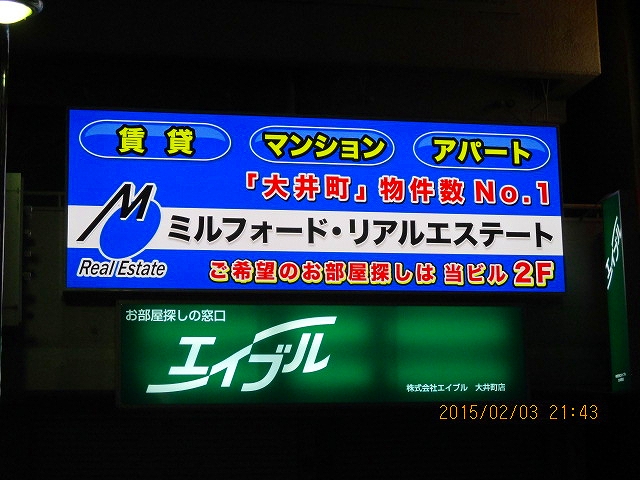 賃貸 マンション アパート
「大井町」物件数 No.1
M
Real Estate
ミルフォード・リアルエステート
ご希望のお部屋探しは 当ビル 2F
お部屋探しの窓口
エイブル
株式会社エイブル 大井町店
エイブル
2015/02/03 21:43